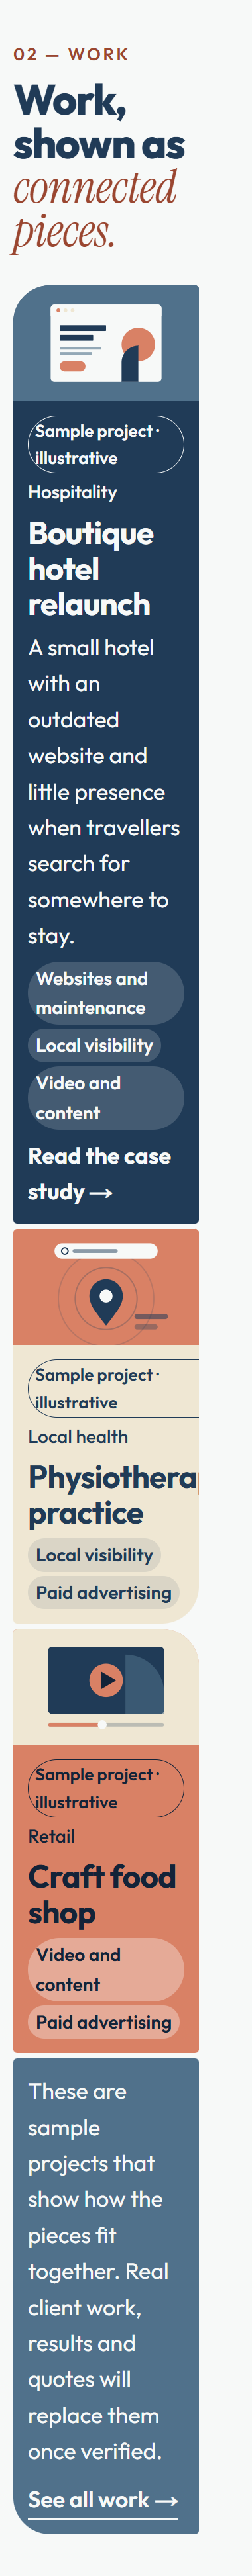 02 — WORK
Work,
shown as
connected
pieces.
Sample project ·
illustrative
Hospitality
Boutique
hotel
relaunch
A small hotel
with an
outdated
website and
little presence
when travellers
search for
somewhere to
stay.
Websites and
maintenance
Local visibility
Video and
content
Read the case
study →
Sample project ·
illustrative
Local health
Physiothera
practice
Local visibility
Paid advertising
Sample project ·
illustrative
Retail
Craft food
shop
Video and
content
Paid advertising
These are
sample
projects that
show how the
pieces fit
together. Real
client work,
results and
quotes will
replace them
once verified.
See all work →